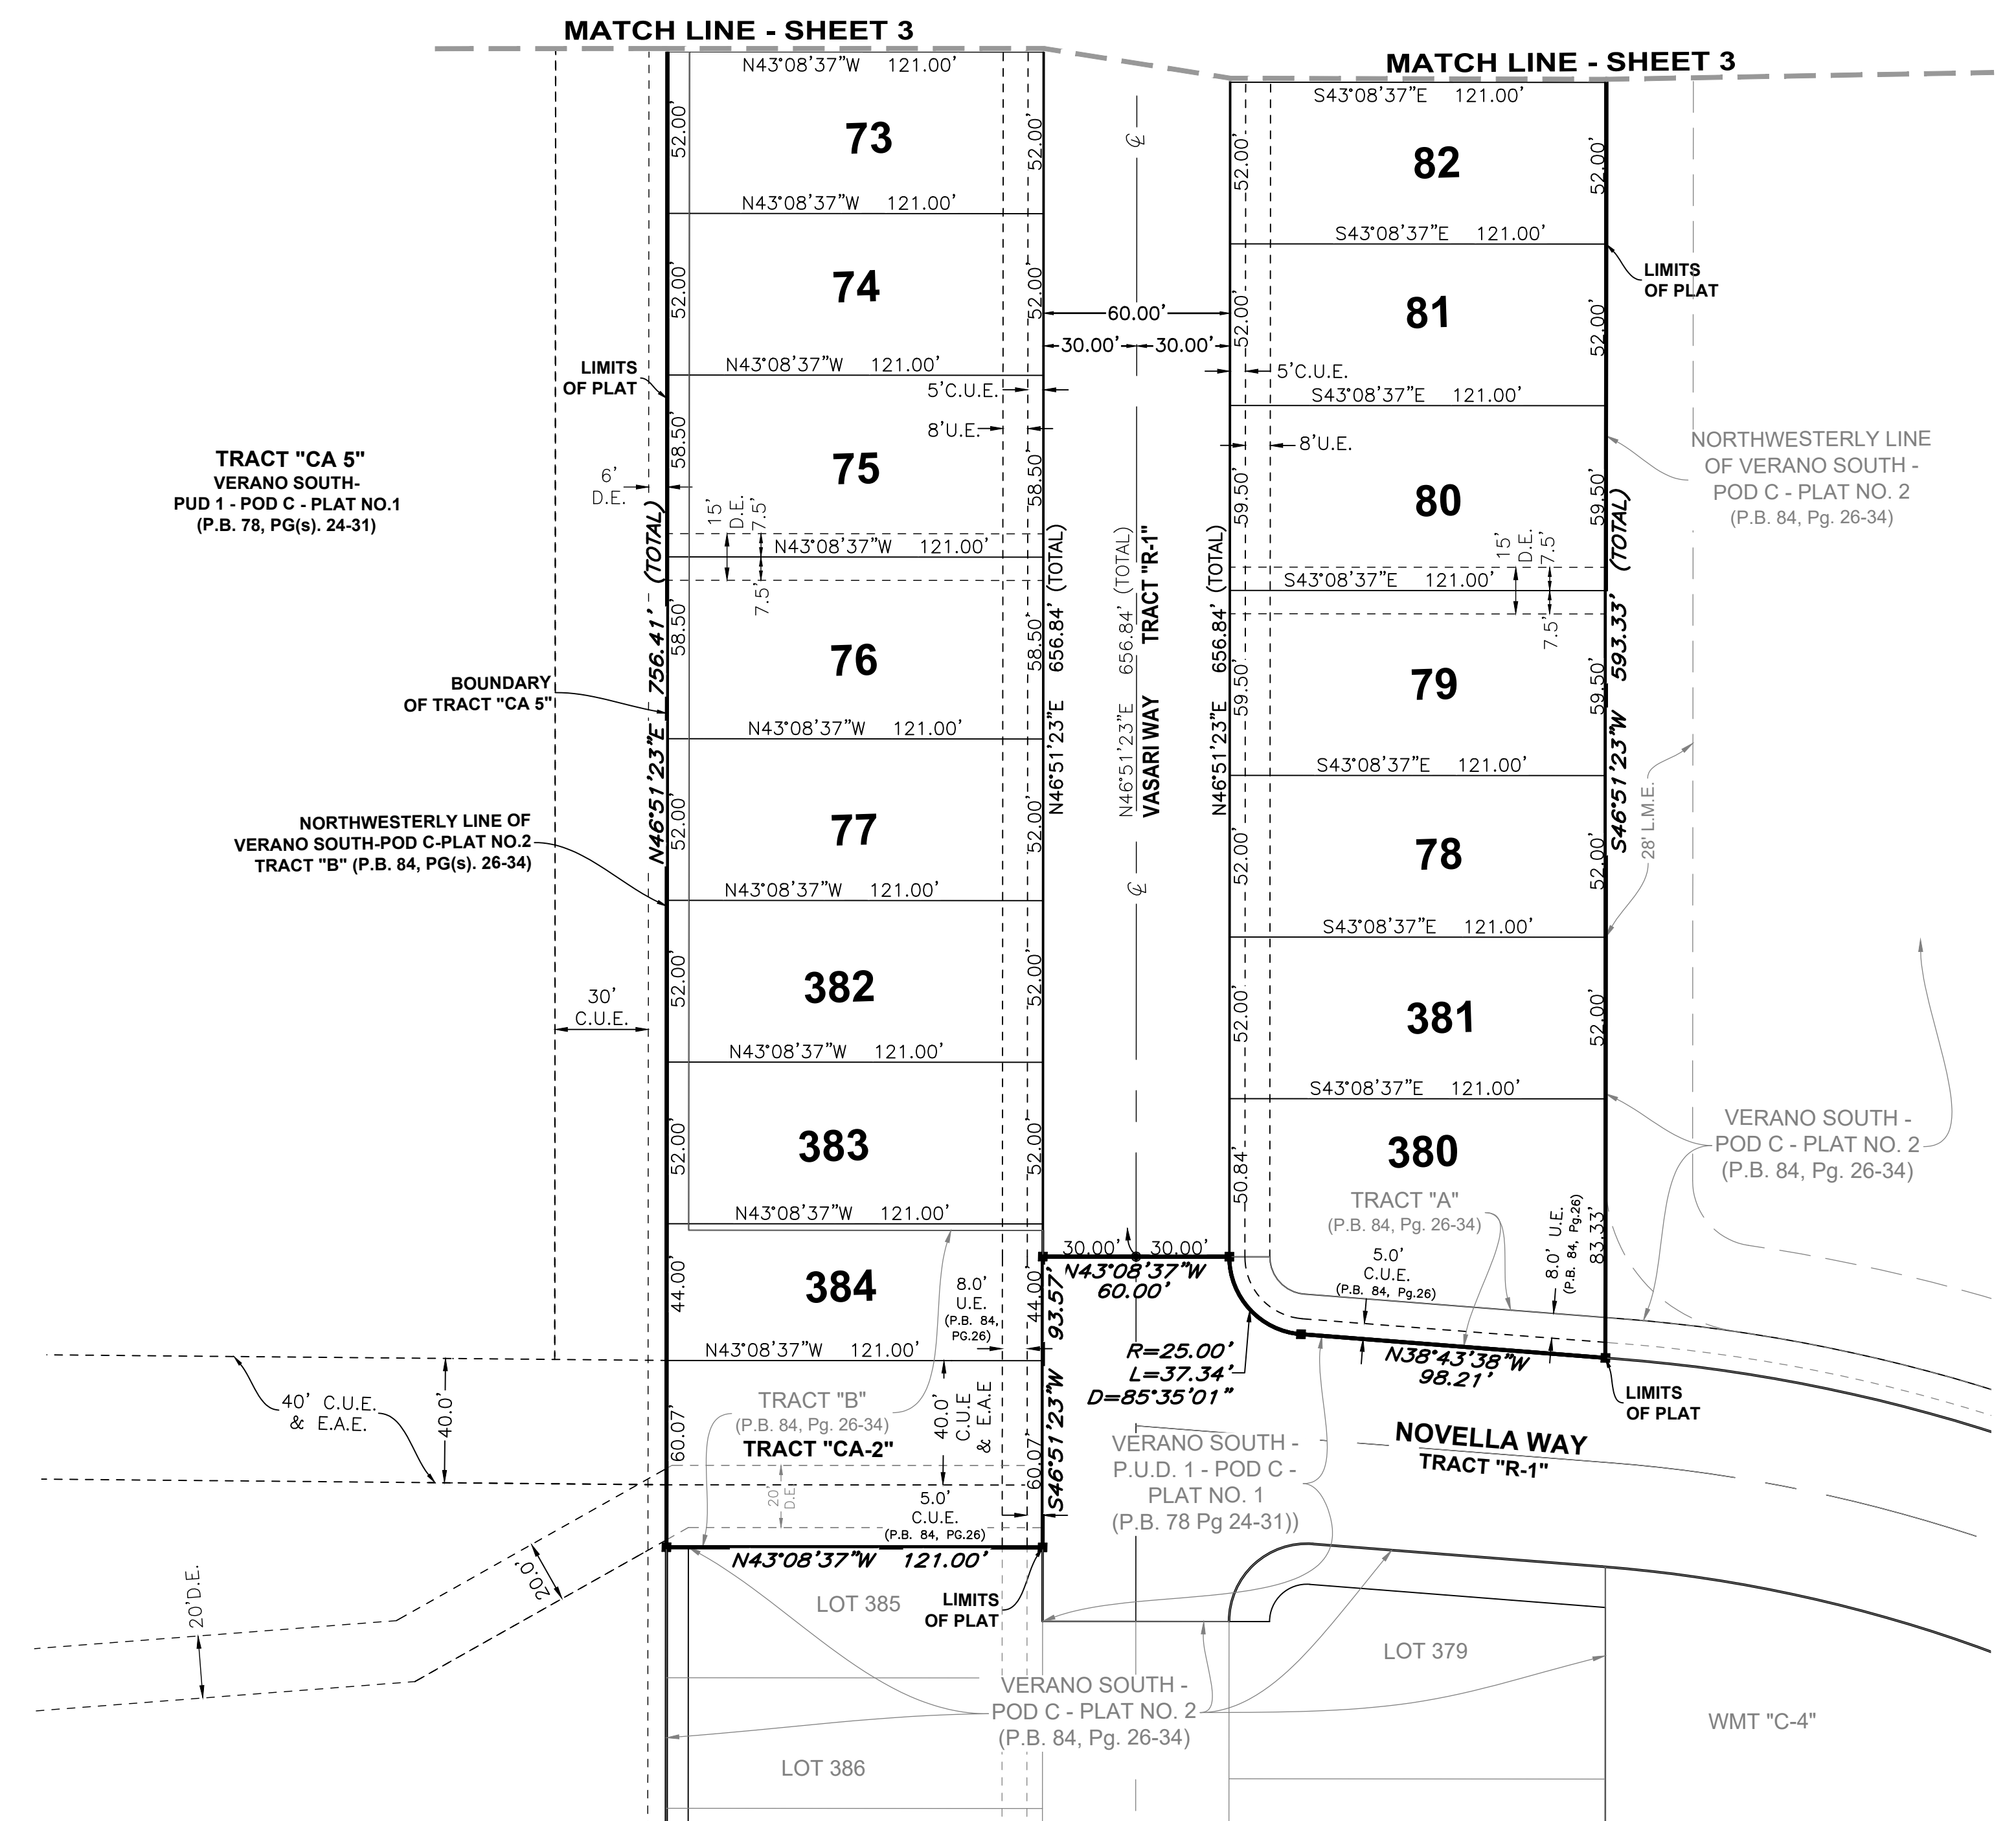 MATCH LINE - SHEET 3
MATCH LINE - SHEET 3
N43°08'37"W 121.00'
52.00'
73
52.00'
N43°08'37"W 121.00'
52.00'
74
52.00'
N43°08'37"W 121.00'
LIMITS
OF PLAT
5'C.U.E.
8'U.E.
58.50'
75
58.50'
TRACT "CA 5"
VERANO SOUTH-
PUD 1 - POD C - PLAT NO.1
(P.B. 78, PG(s). 24-31)
6'
D.E.
15'
D.E.
7.5'
N43°08'37"W 121.00'
7.5'
58.50'
76
58.50'
N46°51'23"E 756.41' (TOTAL)
BOUNDARY
OF TRACT "CA 5"
N43°08'37"W 121.00'
52.00'
77
52.00'
NORTHWESTERLY LINE OF
VERANO SOUTH-POD C-PLAT NO.2
TRACT "B" (P.B. 84, PG(s). 26-34)
N43°08'37"W 121.00'
52.00'
382
52.00'
30'
C.U.E.
N43°08'37"W 121.00'
52.00'
383
52.00'
N43°08'37"W 121.00'
44.00'
384
44.00'
8.0'
U.E.
(P.B. 84,
PG.26)
N43°08'37"W 121.00'
40' C.U.E.
& E.A.E.
40.0'
TRACT "B"
(P.B. 84, Pg. 26-34)
TRACT "CA-2"
60.07'
40.0'
C.U.E
& E.A.E
60.07'
20'
D.E.
5.0'
C.U.E.
(P.B. 84, PG.26)
N43°08'37"W 121.00'
S46°51'23"W 93.57'
20.0'
20'D.E.
LOT 385
LIMITS
OF PLAT
LOT 386
℄
60.00'
30.00' 30.00'
N46°51'23"E 656.84' (TOTAL)
N46°51'23"E 656.84' (TOTAL)
VASARI WAY TRACT "R-1"
N46°51'23"E 656.84' (TOTAL)
℄
30.00' 30.00'
N43°08'37"W
60.00'
R=25.00'
L=37.34'
D=85°35'01"
VERANO SOUTH -
P.U.D. 1 - POD C -
PLAT NO. 1
(P.B. 78 Pg 24-31))
VERANO SOUTH -
POD C - PLAT NO. 2
(P.B. 84, Pg. 26-34)
S43°08'37"E 121.00'
52.00'
82
52.00'
S43°08'37"E 121.00'
LIMITS
OF PLAT
52.00'
81
52.00'
5'C.U.E.
S43°08'37"E 121.00'
8'U.E.
59.50'
80
59.50'
NORTHWESTERLY LINE
OF VERANO SOUTH -
POD C - PLAT NO. 2
(P.B. 84, Pg. 26-34)
15'
D.E.
7.5'
S43°08'37"E 121.00'
7.5'
59.50'
79
59.50'
S46°51'23"W 593.33' (TOTAL)
S43°08'37"E 121.00'
52.00'
78
52.00'
28' L.M.E.
S43°08'37"E 121.00'
52.00'
381
52.00'
S43°08'37"E 121.00'
50.84'
380
83.33'
VERANO SOUTH -
POD C - PLAT NO. 2
(P.B. 84, Pg. 26-34)
TRACT "A"
(P.B. 84, Pg. 26-34)
5.0'
C.U.E.
(P.B. 84, Pg.26)
8.0' U.E.
(P.B. 84, Pg.26)
N38°43'38"W
98.21'
LIMITS
OF PLAT
NOVELLA WAY
TRACT "R-1"
LOT 379
WMT "C-4"